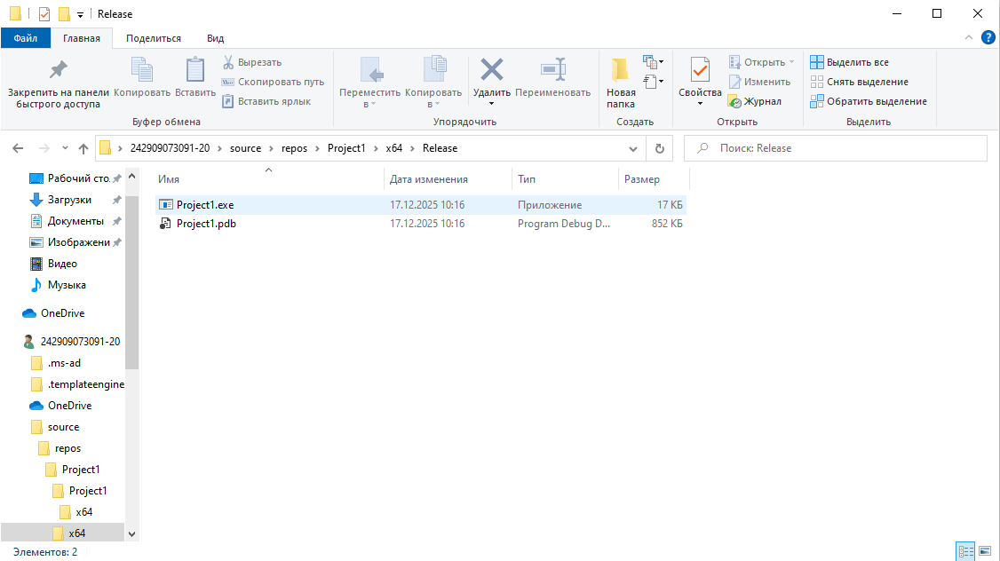 Release
Файл Главная Поделиться Вид
Закрепить на панели быстрого доступа
Копировать
Вставить
Вырезать
Скопировать путь
Вставить ярлык
Буфер обмена
Переместить в
Копировать в
Удалить
Переименовать
Упорядочить
Новая папка
Создать
Свойства
Открыть
Изменить
Журнал
Открыть
Выделить все
Снять выделение
Обратить выделение
Выделить
242909073091-20 › source › repos › Project1 › x64 › Release
Поиск: Release
Рабочий сто.
Загрузки
Документы
Изображени
Видео
Музыка
OneDrive
242909073091-20
.ms-ad
.templateengine
OneDrive
source
repos
Project1
Project1
x64
x64
Имя Дата изменения Тип Размер
Project1.exe 17.12.2025 10:16 Приложение 17 КБ
Project1.pdb 17.12.2025 10:16 Program Debug D... 852 КБ
Элементов: 2